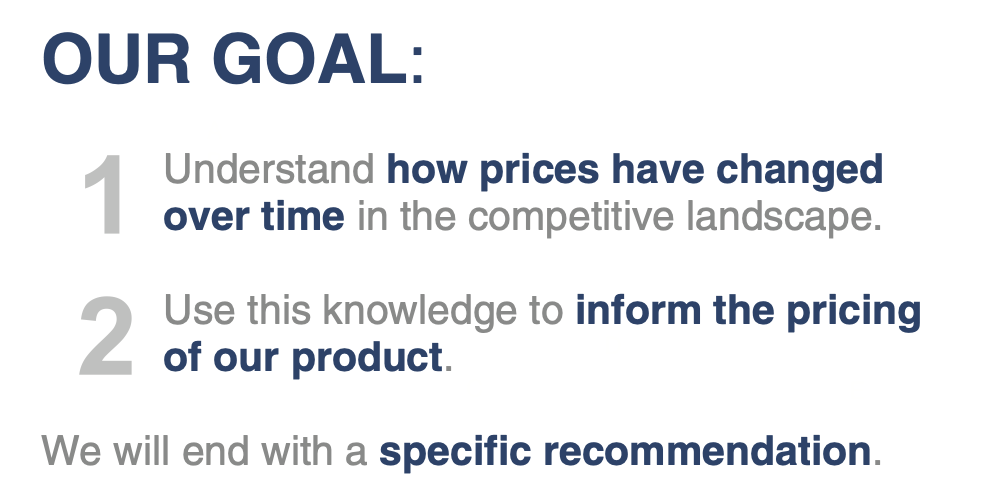 OUR GOAL:
1 Understand how prices have changed
over time in the competitive landscape.
2 Use this knowledge to inform the pricing
of our product.
We will end with a specific recommendation.